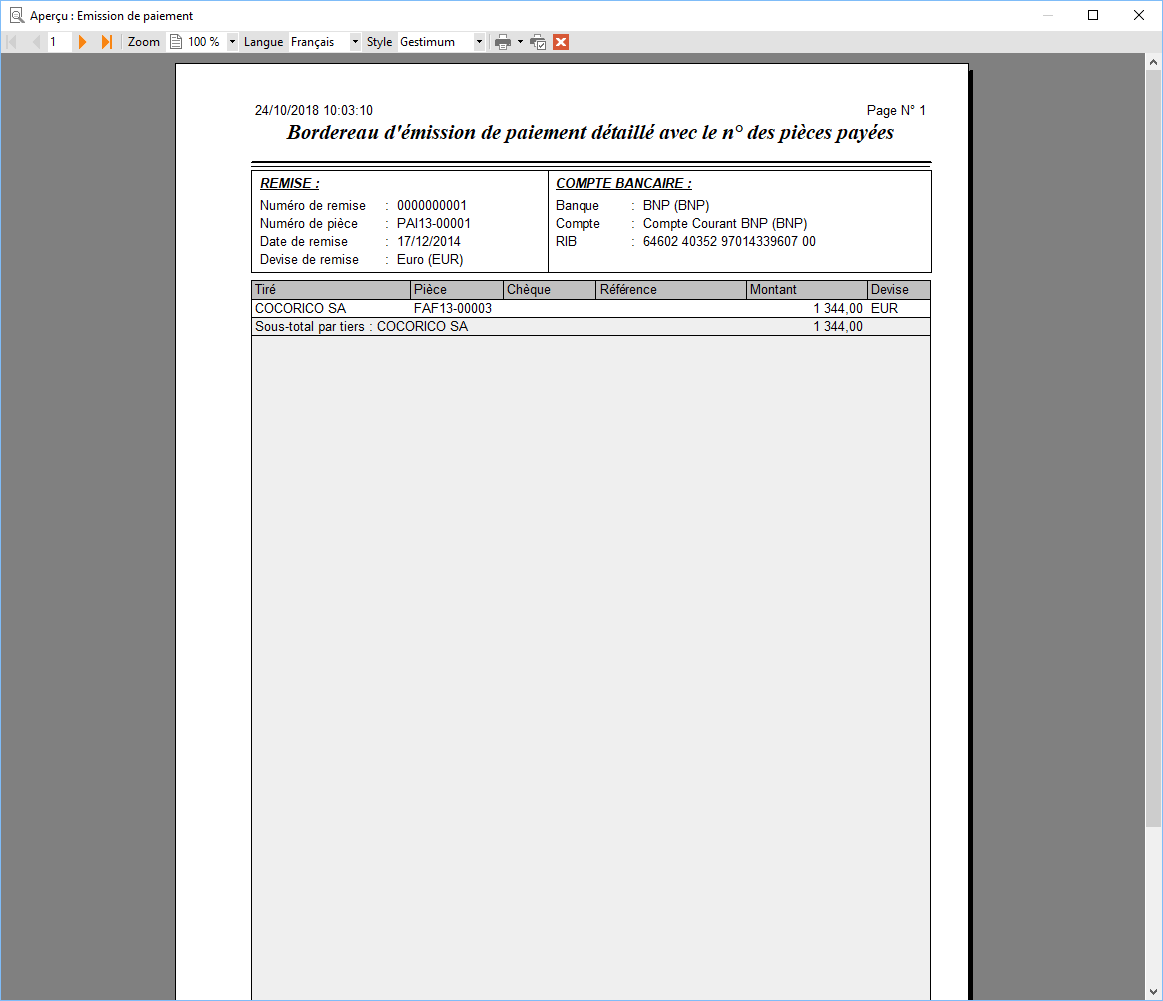 Aperçu : Emission de paiement
1 Zoom 100 % Langue Français Style Gestimum
24/10/2018 10:03:10 Page N° 1
Bordereau d'émission de paiement détaillé avec le n° des pièces payées
REMISE : COMPTE BANCAIRE :
Numéro de remise : 0000000001 Banque : BNP (BNP)
Numéro de pièce : PAI13-00001 Compte : Compte Courant BNP (BNP)
Date de remise : 17/12/2014 RIB : 64602 40352 97014339607 00
Devise de remise : Euro (EUR)
Tiré Pièce Chèque Référence Montant Devise
COCORICO SA FAF13-00003 1 344,00 EUR
Sous-total par tiers : COCORICO SA 1 344,00